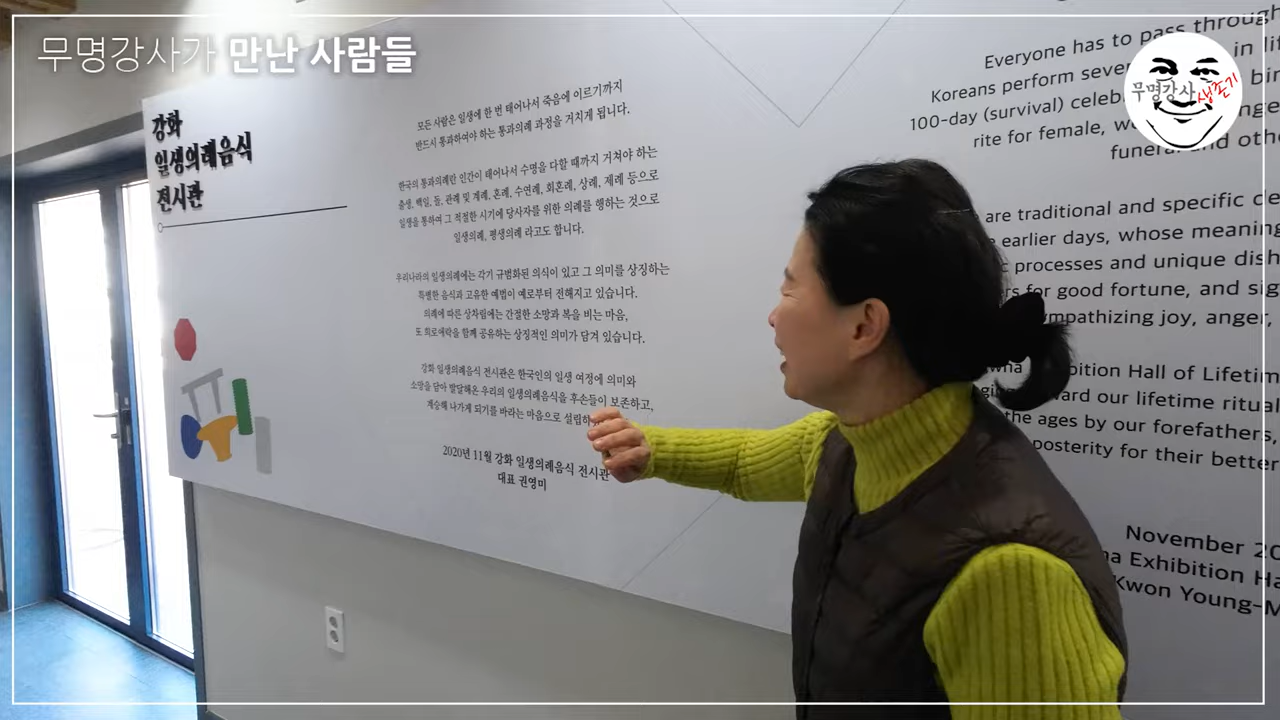 무명강사가 만난 사람들
무명강사
생존기
강화
일생의례음식
전시관
모든 사람은 일생에 한 번 태어나서 죽음에 이르기까지
반드시 통과하여야 하는 통과의례 과정을 거치게 됩니다.
한국의 통과의례란 인간이 태어나서 수명을 다할 때까지 거쳐야 하는
출생, 백일, 돌, 관례 및 계례, 혼례, 수연례, 회혼례, 상례, 제례 등으로
일생을 통하여 그 적절한 시기에 당사자를 위한 의례를 행하는 것으로
일생의례, 평생의례 라고도 합니다.
우리나라의 일생의례에는 각기 규범화된 의식이 있고 그 의미를 상징하는
특별한 음식과 고유한 예법이 예로부터 전해지고 있습니다.
의례에 따른 상차림에는 간절한 소망과 복을 비는 마음,
또 희로애락을 함께 공유하는 상징적인 의미가 담겨 있습니다.
강화 일생의례음식 전시관은 한국인의 일생 여정에 의미와
소망을 담아 발달해온 우리의 일생의례음식을 후손들이 보존하고,
계승해 나가게 되기를 바라는 마음으로 설립하
2020년 11월 강화 일생의례음식 전시관
대표 권영미
Everyone has to pass through
Koreans perform in
100-day (survival)
rite for female,
funeral and
are traditional and specific
earlier days, whose
processes and unique
for good fortune, and
joy, anger,
Hall of
our lifetime
the ages by our forefathers,
posterity for their better
November
Exhibition
Kwon